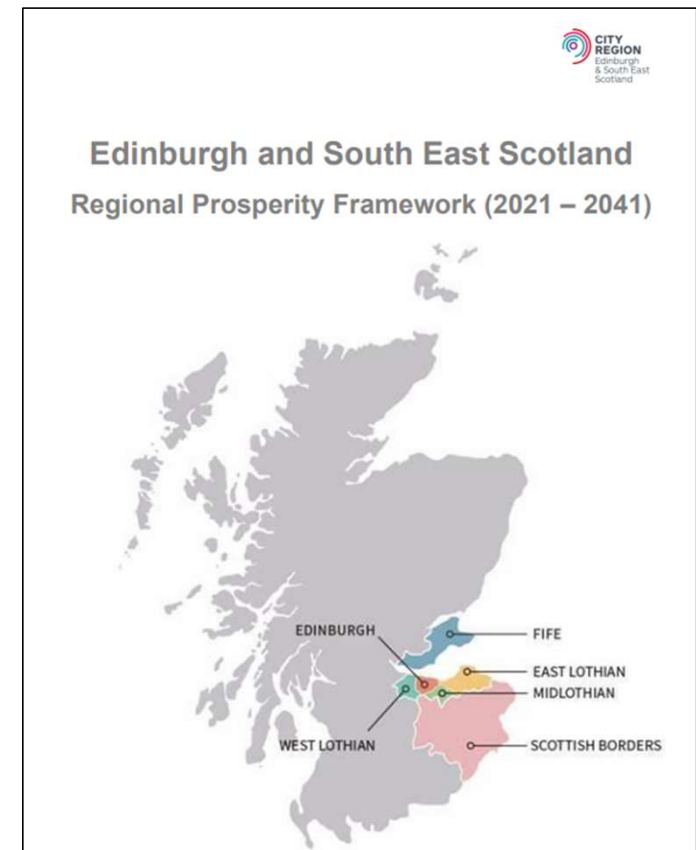 CITY
REGION
Edinburgh
& South East
Scotland
Edinburgh and South East Scotland
Regional Prosperity Framework (2021 – 2041)
EDINBURGH
FIFE
EAST LOTHIAN
MIDLOTHIAN
WEST LOTHIAN
SCOTTISH BORDERS